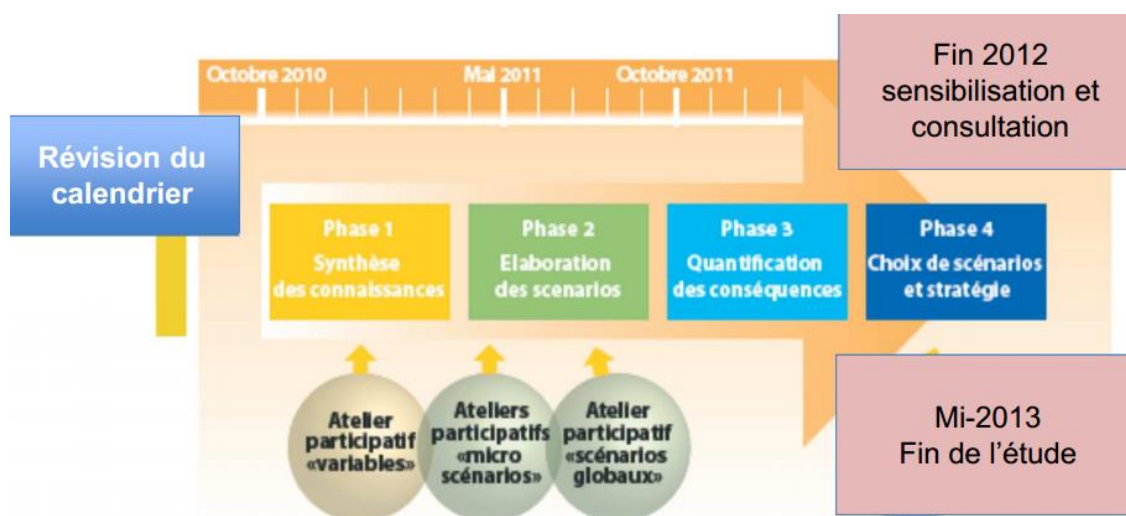 Octobre 2010
Mai 2011
Octobre 2011
Fin 2012
sensibilisation et
consultation
Révision du
calendrier
Phase 1
Synthèse
des connaissances
Phase 2
Elaboration
des scenarios
Phase 3
Quantification
des conséquences
Phase 4
Choix de scénarios
et stratégie
Atelier
participatif
«variables»
Ateliers
participatifs
«micro
scénarios»
Atelier
participatif
«scénarios
globaux»
Mi-2013
Fin de l'étude